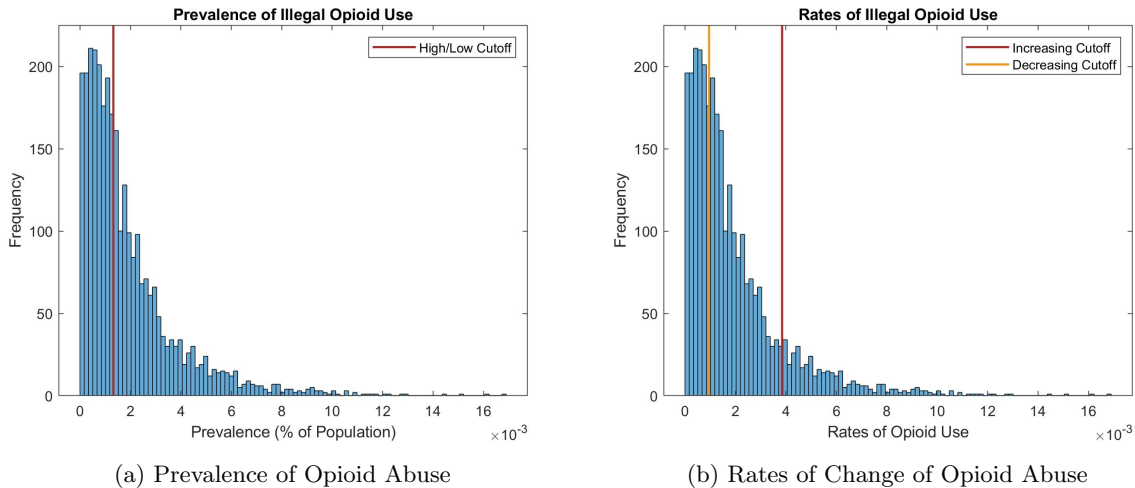 Prevalence of Illegal Opioid Use
High/Low Cutoff
200
150
100
50
0
Frequency
0 2 4 6 8 10 12 14 16
×10⁻³
Prevalence (% of Population)
(a) Prevalence of Opioid Abuse
Rates of Illegal Opioid Use
Increasing Cutoff
Decreasing Cutoff
200
150
100
50
0
Frequency
0 2 4 6 8 10 12 14 16
×10⁻³
Rates of Opioid Use
(b) Rates of Change of Opioid Abuse